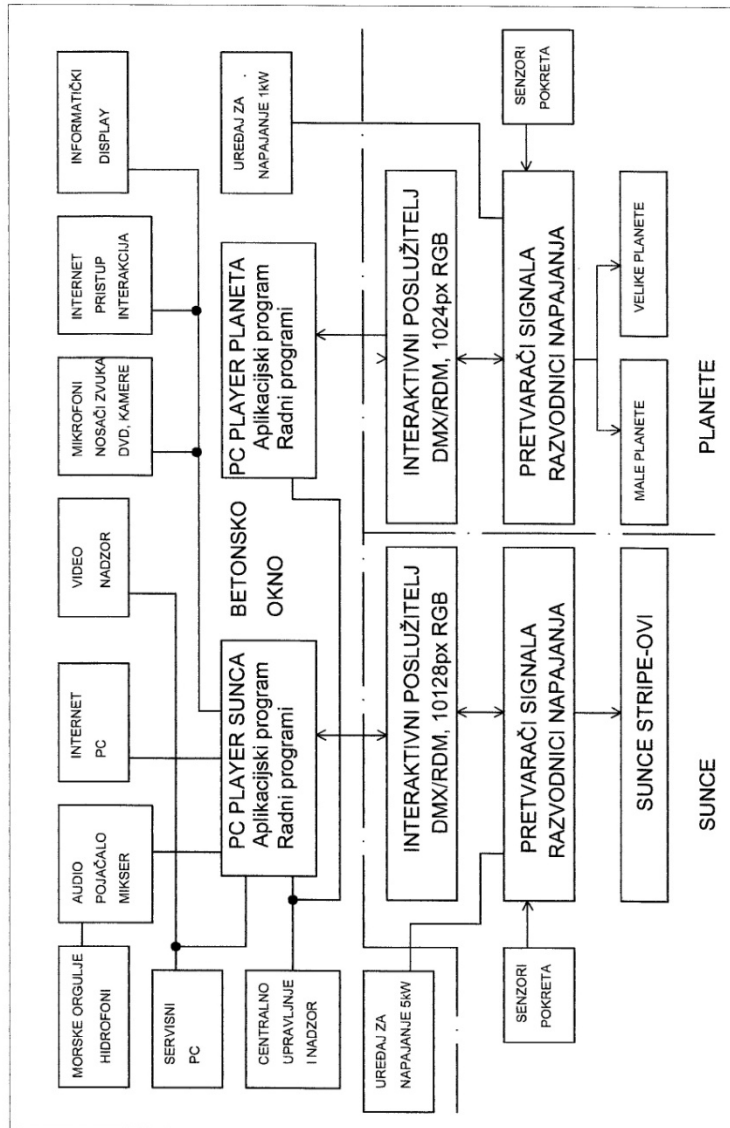 MORSKE ORGULJE
HIDROFONI
AUDIO
POJAČALO
MIKSER
INTERNET
PC
VIDEO
NADZOR
MIKROFONI
NOSAČI ZVUKA
DVD, KAMERE
INTERNET
PRISTUP
INTERAKCIJA
INFORMATIČKI
DISPLAY
SERVISNI
PC
CENTRALNO
UPRAVLJNJE
I NADZOR
PC PLAYER SUNCA
Aplikacijski program
Radni programi
BETONSKO
OKNO
PC PLAYER PLANETA
Aplikacijski program
Radni programi
UREĐAJ ZA
NAPAJANJE 1kW
UREĐAJ ZA
NAPAJANJE 5kW
INTERAKTIVNI POSLUŽITELJ
DMX/RDM, 10128px RGB
INTERAKTIVNI POSLUŽITELJ
DMX/RDM, 1024px RGB
SENZORI
POKRETA
PRETVARAČI SIGNALA
RAZVODNICI NAPAJANJA
PRETVARAČI SIGNALA
RAZVODNICI NAPAJANJA
SENZORI
POKRETA
SUNCE STRIPE-OVI
MALE PLANETE
VELIKE PLANETE
SUNCE
PLANETE